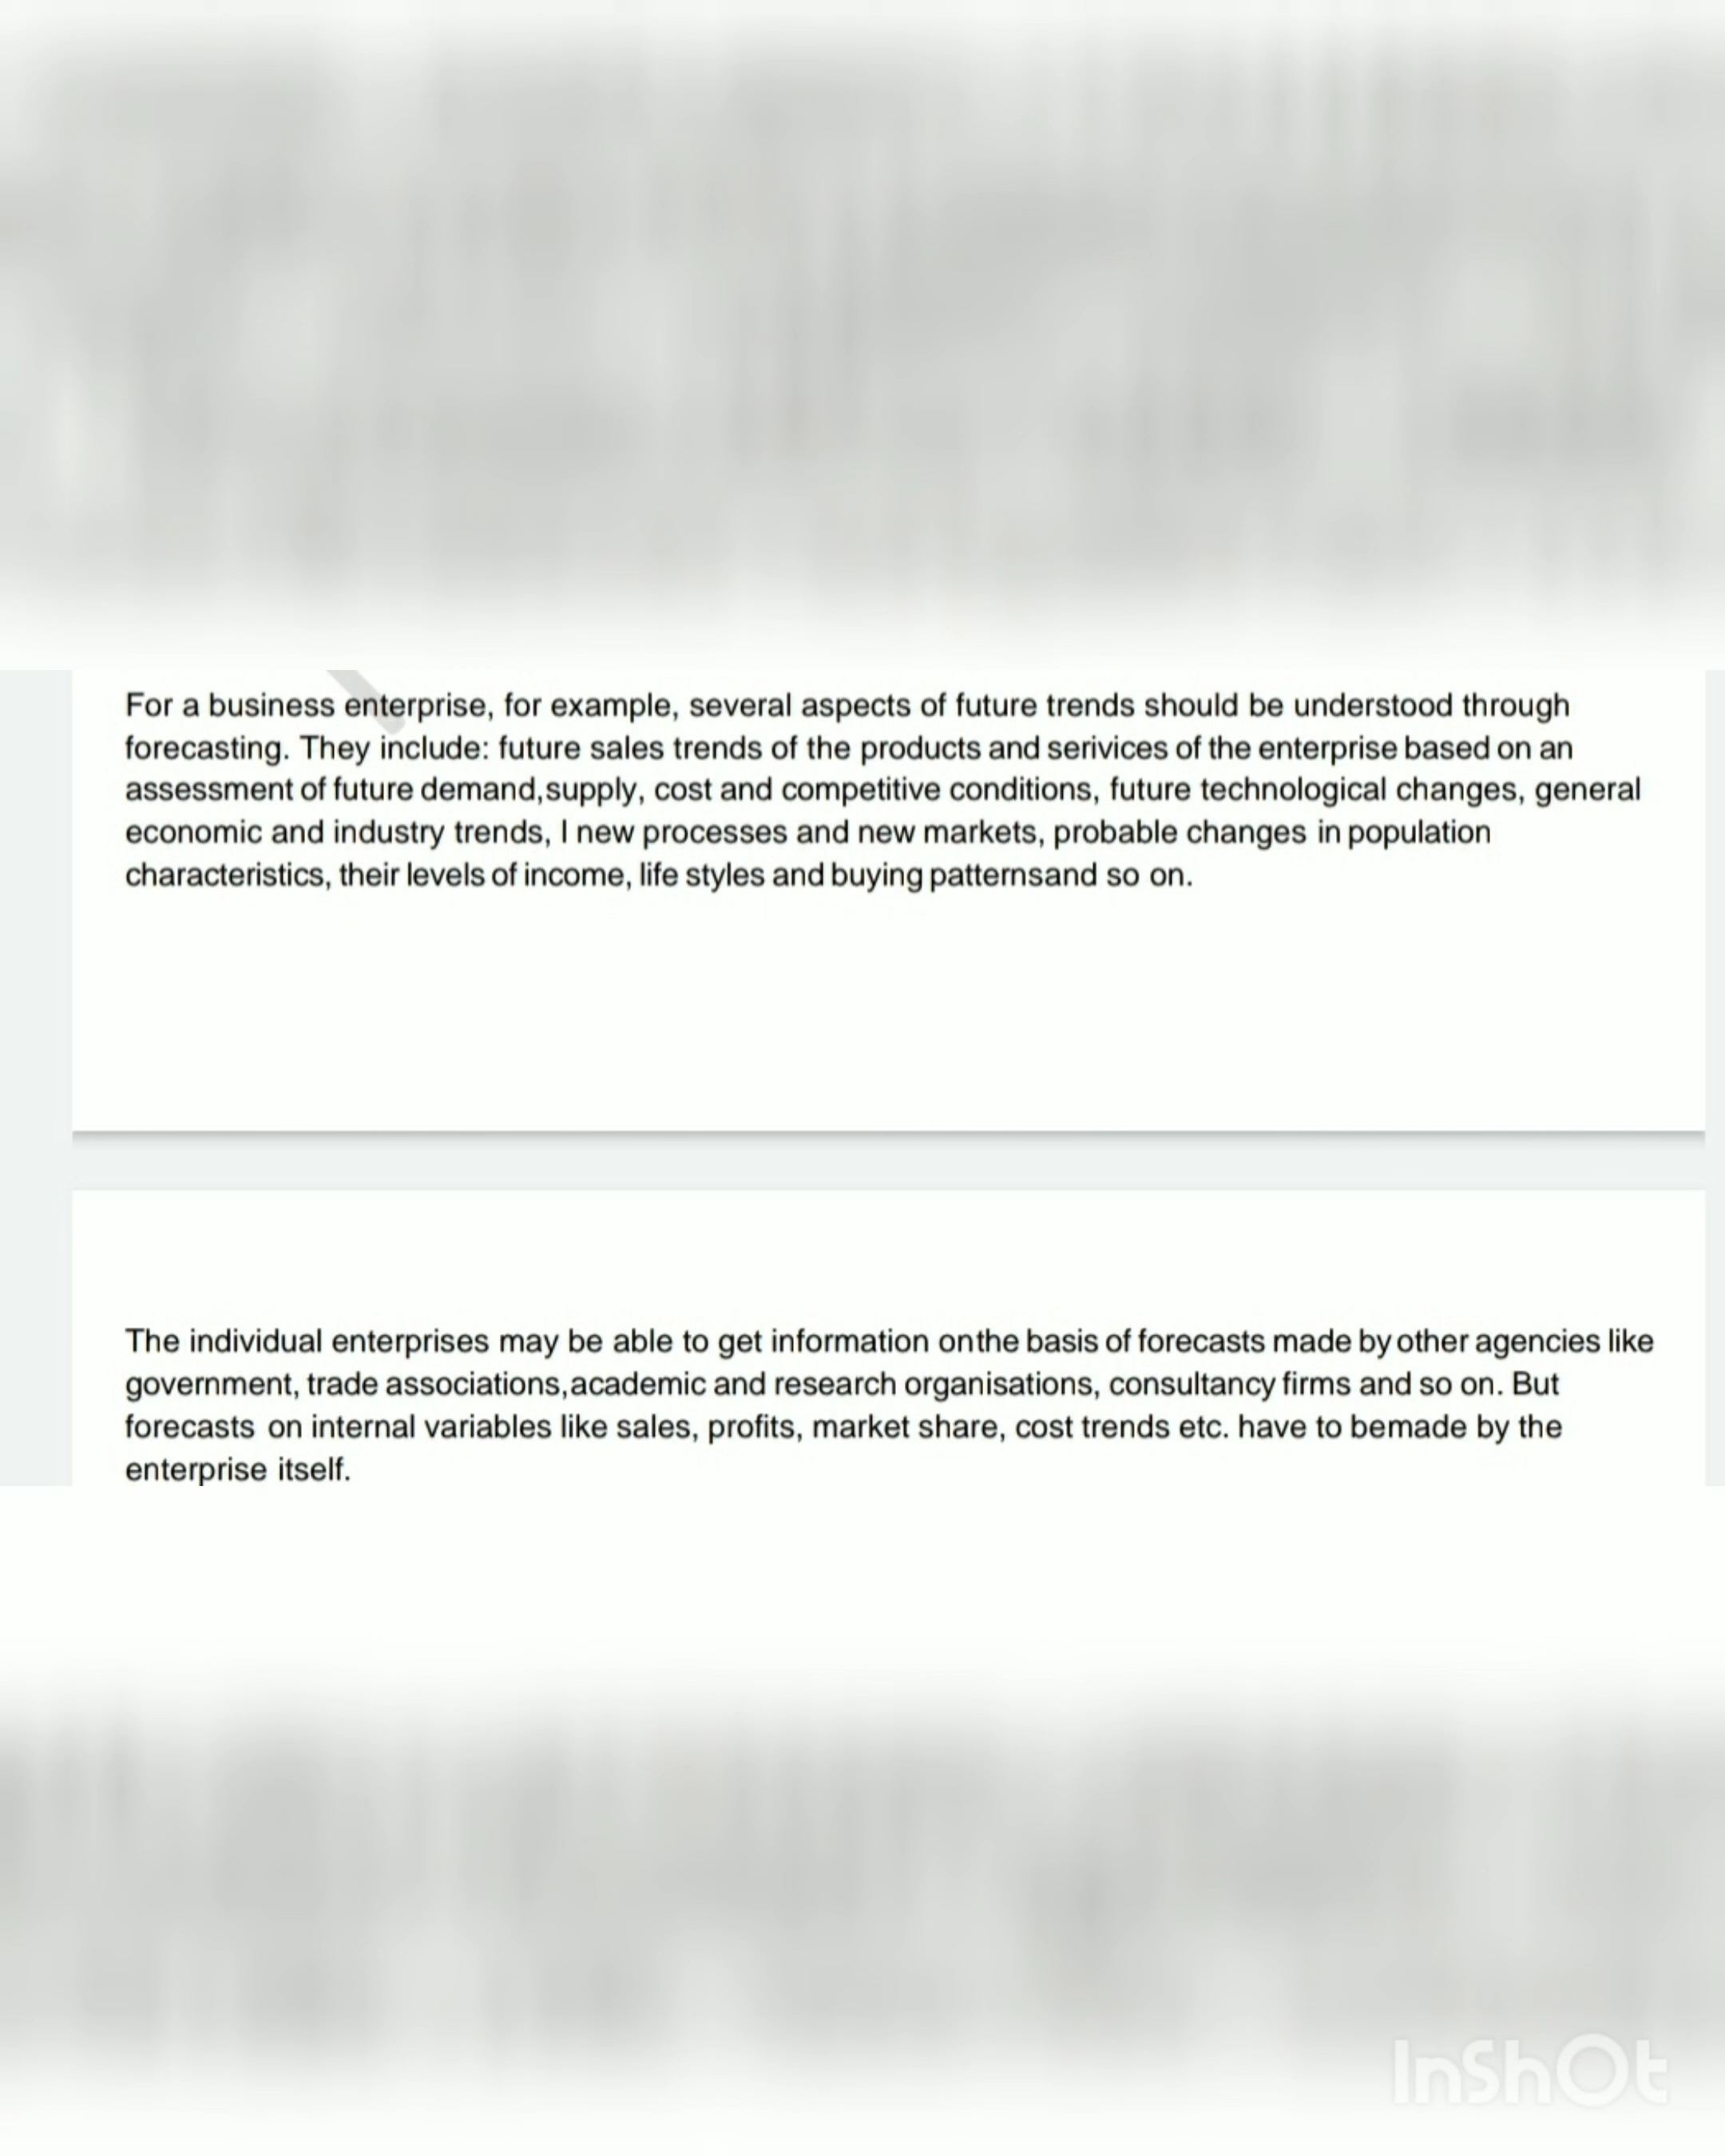 For a business enterprise, for example, several aspects of future trends should be understood through
forecasting. They include: future sales trends of the products and serivices of the enterprise based on an
assessment of future demand,supply, cost and competitive conditions, future technological changes, general
economic and industry trends, I new processes and new markets, probable changes in population
characteristics, their levels of income, life styles and buying patternsand so on.
The individual enterprises may be able to get information onthe basis of forecasts made by other agencies like
government, trade associations,academic and research organisations, consultancy firms and so on. But
forecasts on internal variables like sales, profits, market share, cost trends etc. have to bemade by the
enterprise itself.
InShOt